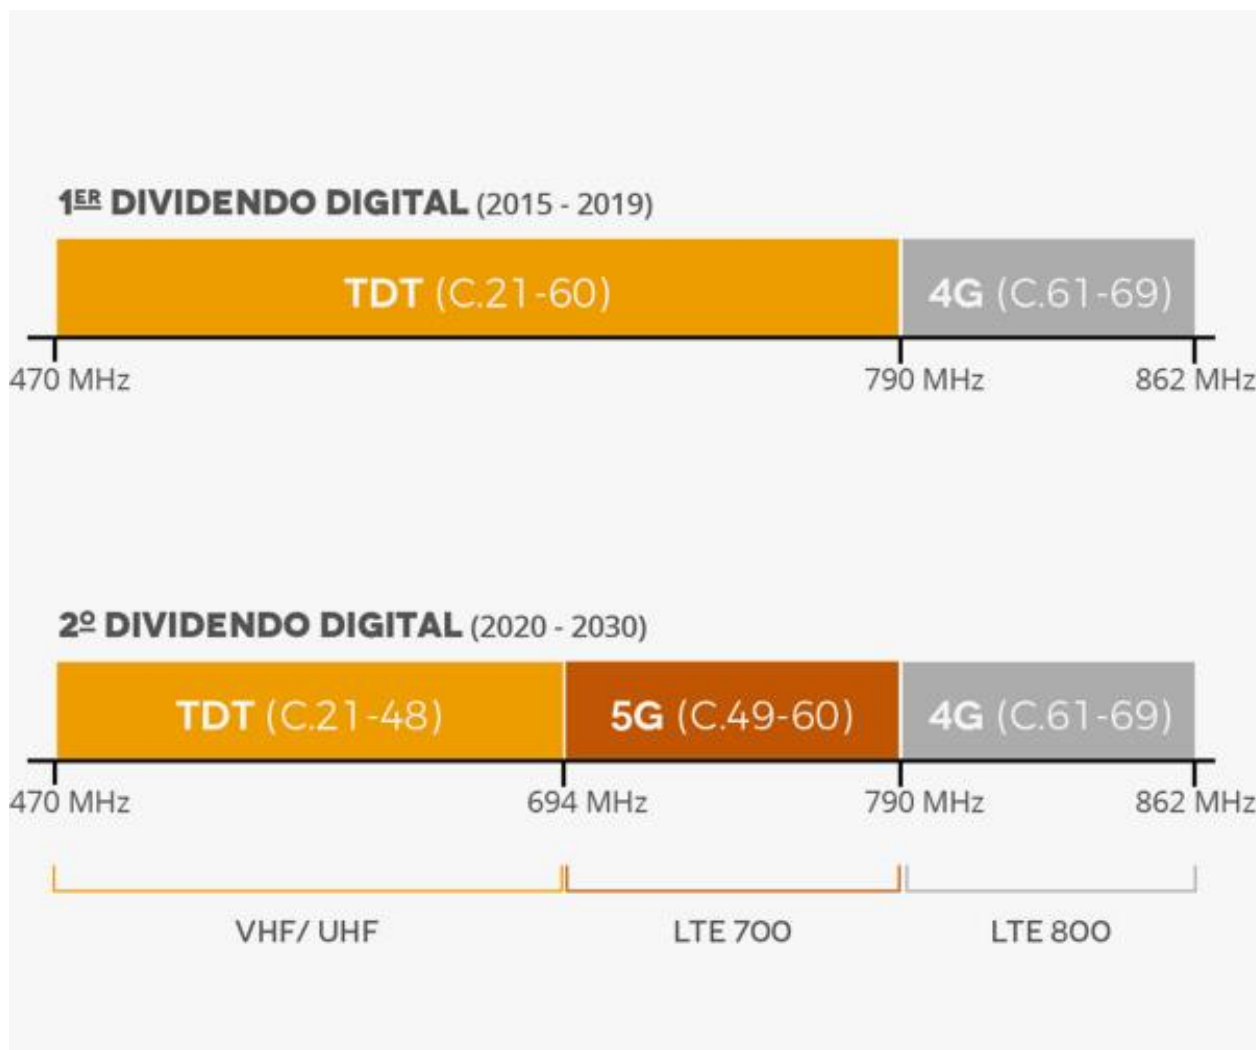 1ER DIVIDENDO DIGITAL (2015 - 2019)
TDT (C.21-60) 4G (C.61-69)
470 MHz 790 MHz 862 MHz
2º DIVIDENDO DIGITAL (2020 - 2030)
TDT (C.21-48) 5G (C.49-60) 4G (C.61-69)
470 MHz 694 MHz 790 MHz 862 MHz
VHF/ UHF LTE 700 LTE 800